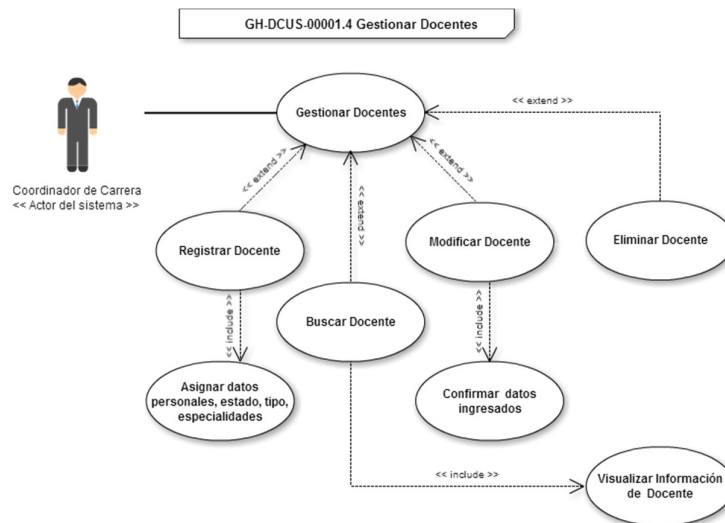 GH-DCUS-00001.4 Gestionar Docentes
Gestionar Docentes
<< extend >>
Coordinador de Carrera
<< Actor del sistema >>
<< extend >>
<< extend >>
<< extend >>
Registrar Docente
Modificar Docente
Eliminar Docente
Buscar Docente
<< include >>
<< include >>
Asignar datos
personales, estado, tipo,
especialidades
Confirmar datos
ingresados
<< include >>
Visualizar Información
de Docente